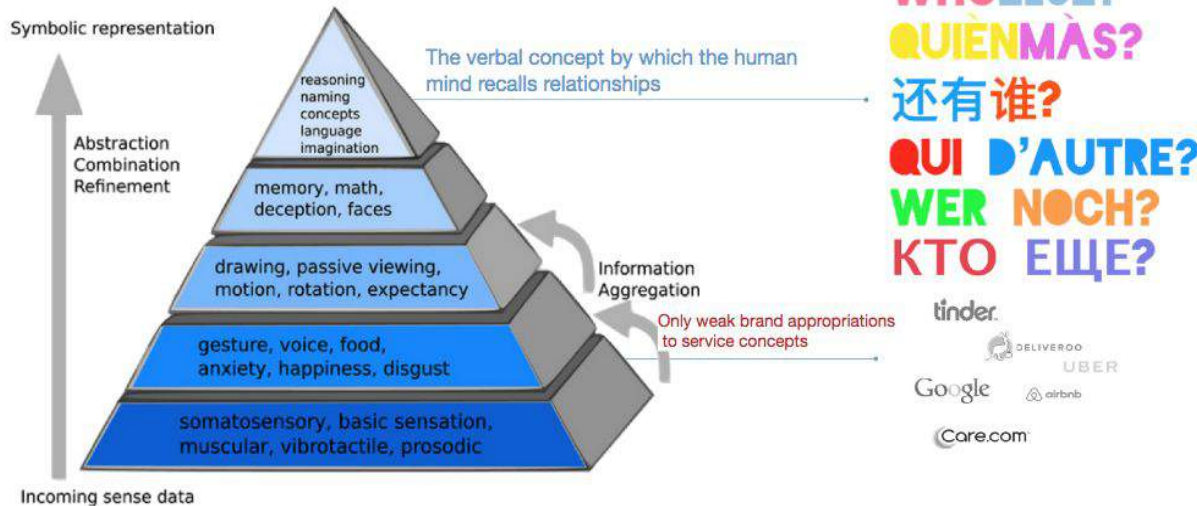 Symbolic representation
Abstraction
Combination
Refinement
Incoming sense data
reasoning
naming
concepts
language
imagination
memory, math,
deception, faces
drawing, passive viewing,
motion, rotation, expectancy
gesture, voice, food,
anxiety, happiness, disgust
somatosensory, basic sensation,
muscular, vibrotactile, prosodic
Information
Aggregation
The verbal concept by which the human
mind recalls relationships
Only weak brand appropriations
to service concepts
WHOELSE?
QUIÈNMÀS?
还有谁?
QUI D'AUTRE?
WER NOCH?
КТО ЕЩЕ?
tinder
DELIVEROO
UBER
Google
airbnb
Care.com